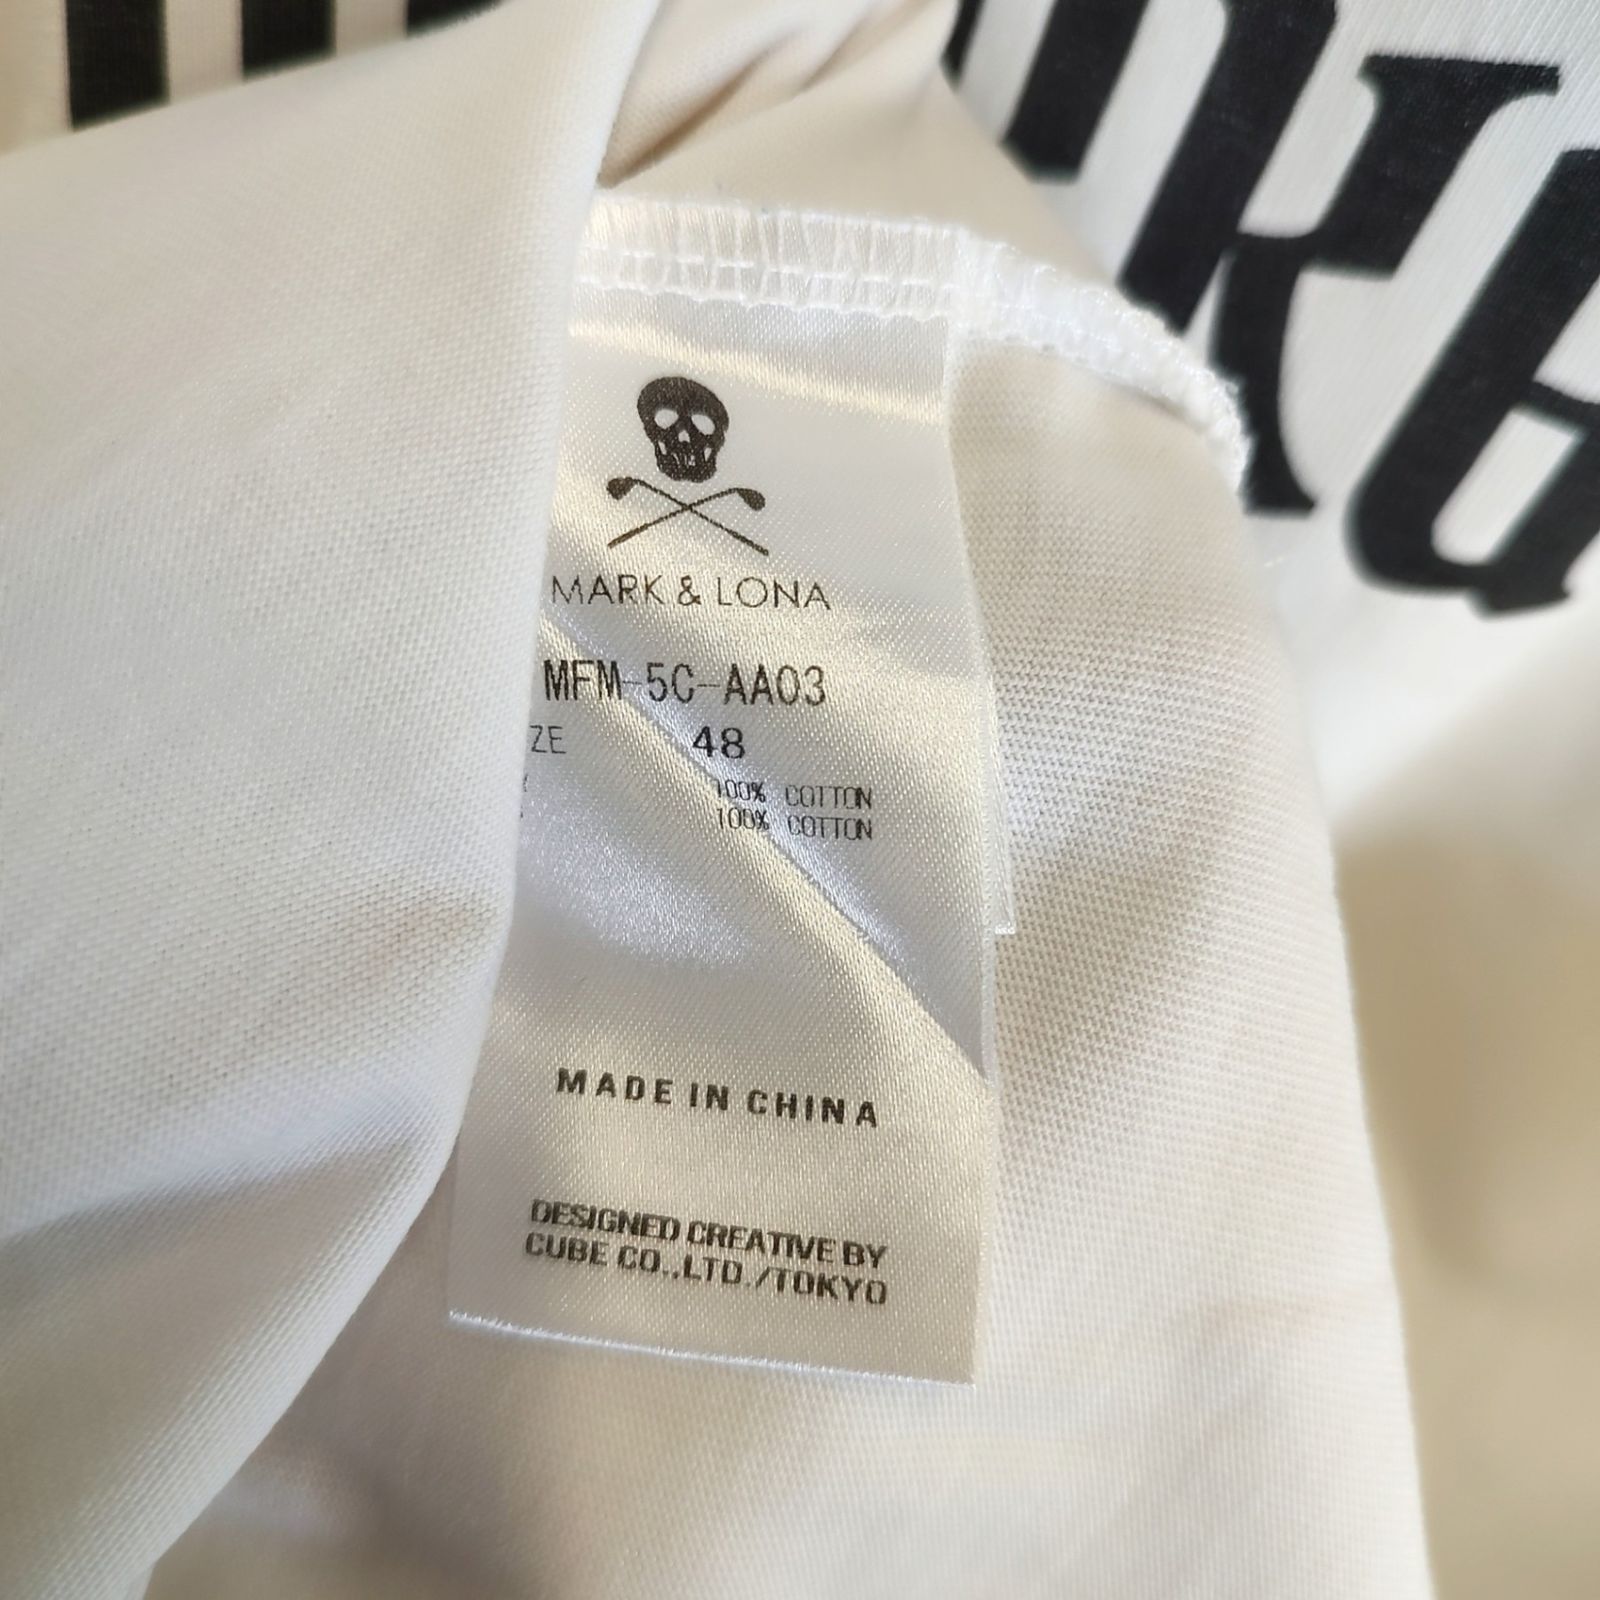 MARK & LONA
MFM-5C-AA03
ZE 48
100% COTTON
100% COTTON
MADE IN CHINA
DESIGNED CREATIVE BY
CUBE CO.,LTD./TOKYO